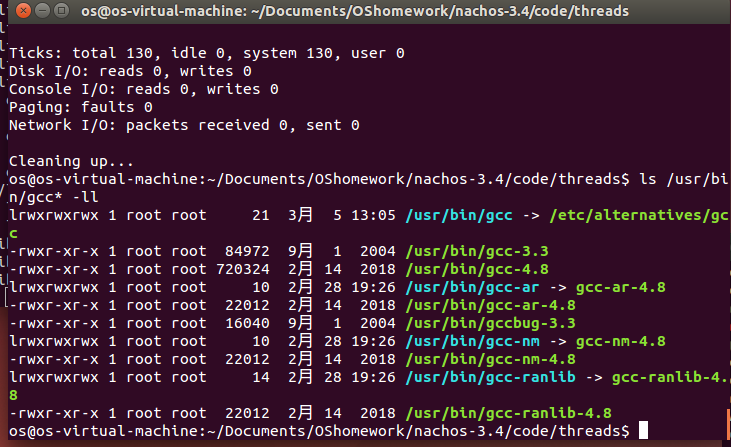 os@os-virtual-machine: ~/Documents/OShomework/nachos-3.4/code/threads
Ticks: total 130, idle 0, system 130, user 0
Disk I/O: reads 0, writes 0
Console I/O: reads 0, writes 0
Paging: faults 0
Network I/O: packets received 0, sent 0
Cleaning up...
os@os-virtual-machine:~/Documents/OShomework/nachos-3.4/code/threads$ ls /usr/bi
n/gcc* -ll
lrwxrwxrwx 1 root root     21  3月  5 13:05 /usr/bin/gcc -> /etc/alternatives/gc
c
-rwxr-xr-x 1 root root  84972  9月  1  2004 /usr/bin/gcc-3.3
-rwxr-xr-x 1 root root 720324  2月 14  2018 /usr/bin/gcc-4.8
lrwxrwxrwx 1 root root     10  2月 28 19:26 /usr/bin/gcc-ar -> gcc-ar-4.8
-rwxr-xr-x 1 root root  22012  2月 14  2018 /usr/bin/gcc-ar-4.8
-rwxr-xr-x 1 root root  16040  9月  1  2004 /usr/bin/gccbug-3.3
lrwxrwxrwx 1 root root     10  2月 28 19:26 /usr/bin/gcc-nm -> gcc-nm-4.8
-rwxr-xr-x 1 root root  22012  2月 14  2018 /usr/bin/gcc-nm-4.8
lrwxrwxrwx 1 root root     14  2月 28 19:26 /usr/bin/gcc-ranlib -> gcc-ranlib-4.
8
-rwxr-xr-x 1 root root  22012  2月 14  2018 /usr/bin/gcc-ranlib-4.8
os@os-virtual-machine:~/Documents/OShomework/nachos-3.4/code/threads$